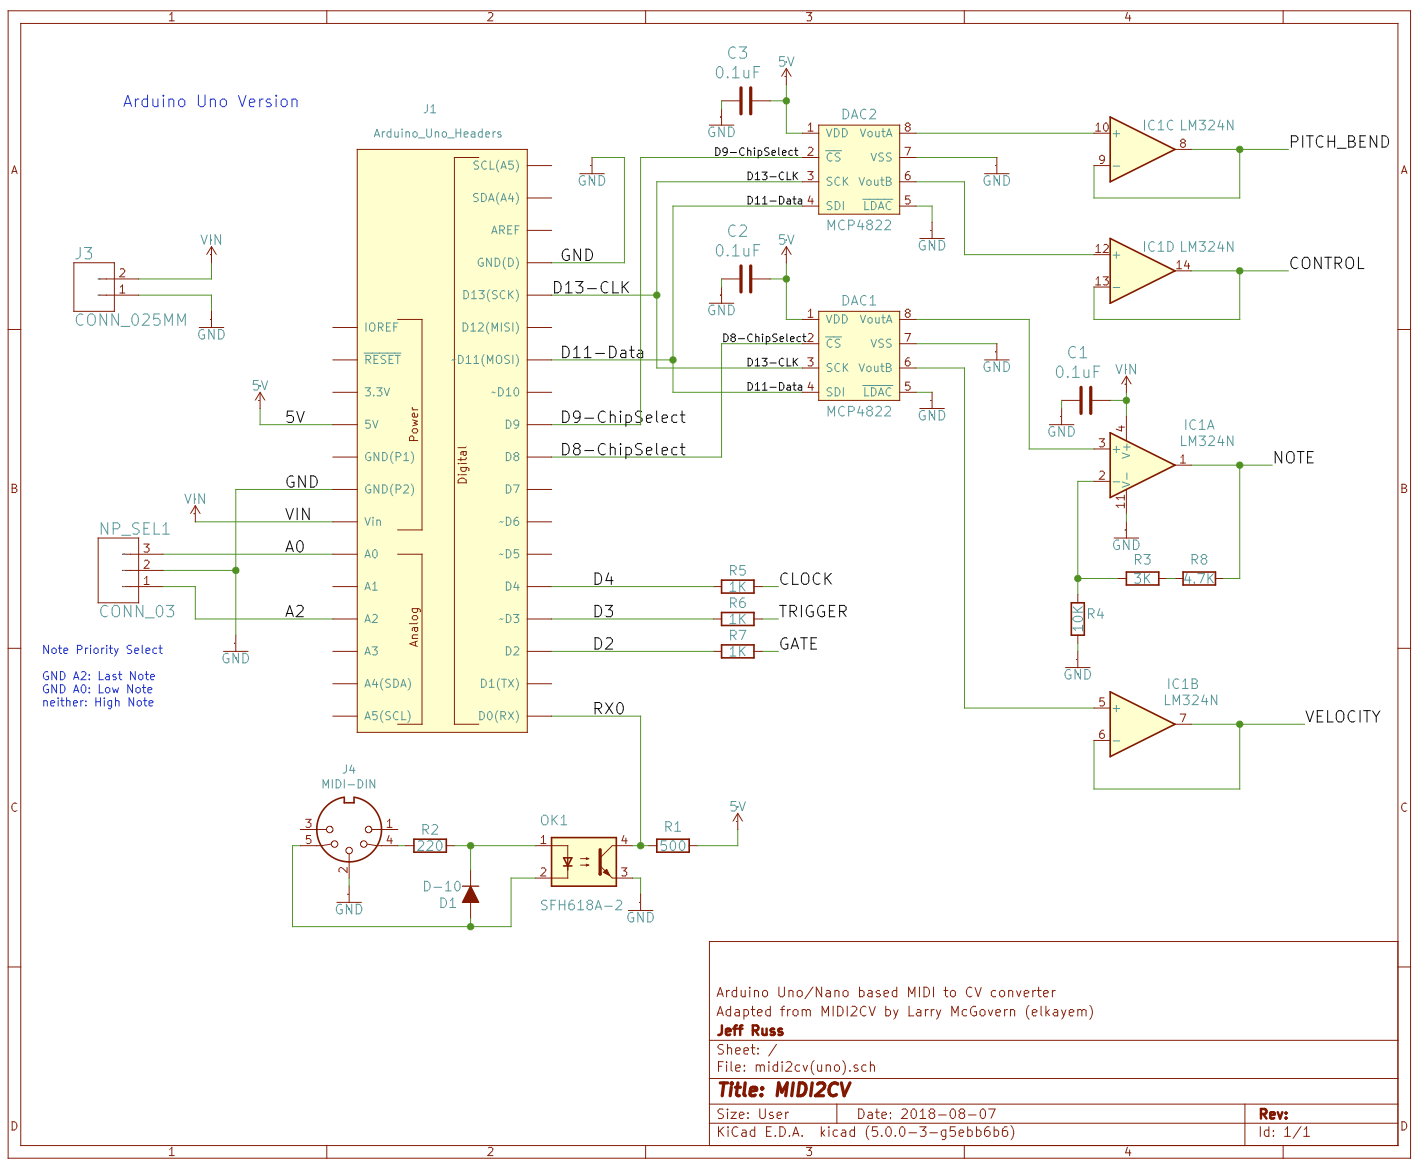 1
2
3
4
A
B
C
D
A
B
C
D
1
2
3
4
Arduino Uno Version
J3
VIN
2
1
CONN_025MM
GND
5V
5V
GND
VIN
VIN
NP_SEL1
3
2
1
CONN_03
A0
A2
GND
Note Priority Select
GND A2: Last Note
GND A0: Low Note
neither: High Note
J1
Arduino_Uno_Headers
IOREF
RESET
3.3V
5V
GND(P1)
GND(P2)
Vin
A0
A1
A2
A3
A4(SDA)
A5(SCL)
Power
Analog
Digital
SCL(A5)
SDA(A4)
AREF
GND(D)
D13(SCK)
D12(MISI)
~D11(MOSI)
~D10
D9
D8
D7
~D6
~D5
D4
~D3
D2
D1(TX)
D0(RX)
GND
GND
D13-CLK
D11-Data
D9-ChipSelect
D8-ChipSelect
D4
D3
D2
RX0
R5
1K
CLOCK
R6
1K
TRIGGER
R7
1K
GATE
C3
0.1uF
5V
GND
DAC2
D9-ChipSelect
D13-CLK
D11-Data
1 VDD VoutA 8
2 CS VSS 7
3 SCK VoutB 6
4 SDI LDAC 5
MCP4822
GND
GND
C2
0.1uF
5V
GND
DAC1
D8-ChipSelect
D13-CLK
D11-Data
1 VDD VoutA 8
2 CS VSS 7
3 SCK VoutB 6
4 SDI LDAC 5
MCP4822
GND
GND
IC1C LM324N
10 +
9 -
8
PITCH_BEND
IC1D LM324N
12 +
13 -
14
CONTROL
C1
0.1uF
VIN
GND
IC1A
LM324N
3 +
2 -
4
V+
V-
11
1
NOTE
GND
R3
3K
R8
4.7K
R4
10K
GND
IC1B
LM324N
5 +
6 -
7
VELOCITY
J4
MIDI-DIN
3
1
5
4
2
GND
R2
220
D-10
D1
OK1
1
2
4
3
SFH618A-2
R1
500
5V
GND
Arduino Uno/Nano based MIDI to CV converter
Adapted from MIDI2CV by Larry McGovern (elkayem)
Jeff Russ
Sheet: /
File: midi2cv(uno).sch
Title: MIDI2CV
Size: User
Date: 2018-08-07
Rev:
KiCad E.D.A. kicad (5.0.0-3-g5ebb6b6)
Id: 1/1